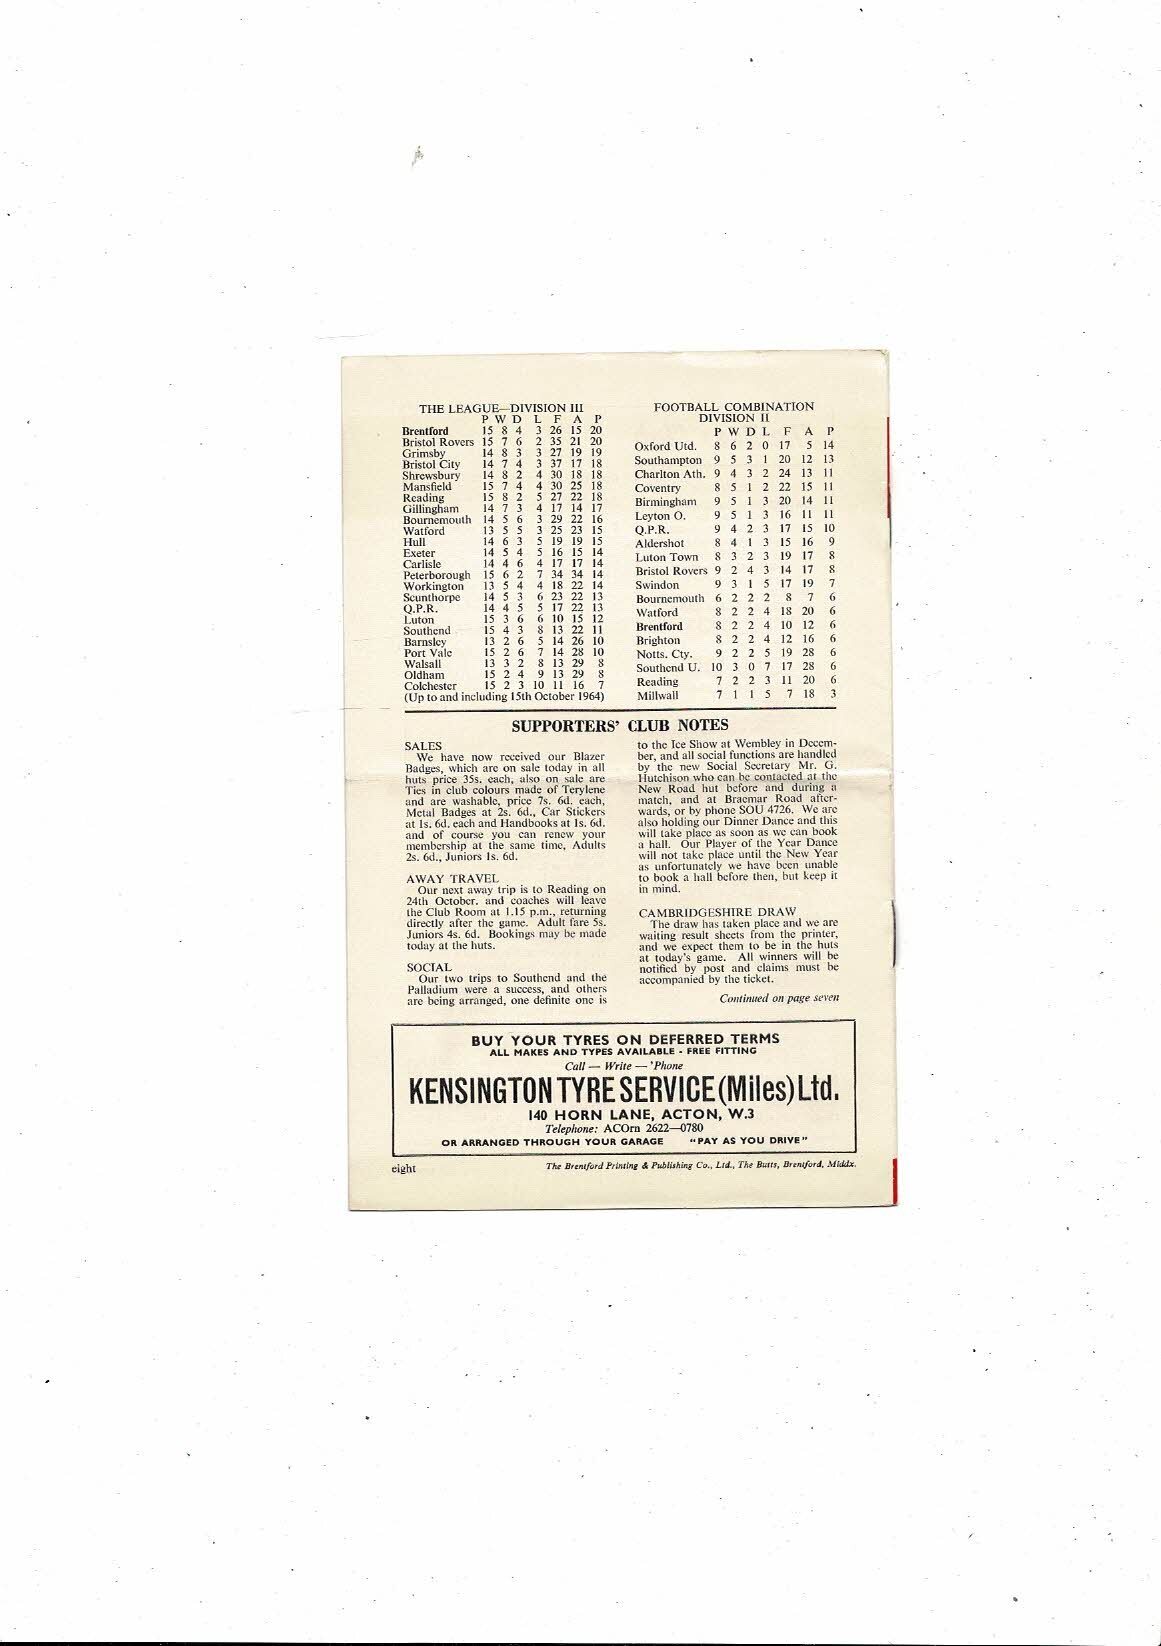 THE LEAGUE—DIVISION III
P W D L F A P
Brentford 15 8 4 3 26 15 20
Bristol Rovers 15 7 6 2 35 21 20
Grimsby 14 8 3 3 27 19 19
Bristol City 14 7 4 3 37 17 18
Shrewsbury 14 8 2 4 30 18 18
Mansfield 15 7 4 4 30 25 18
Reading 15 8 2 5 27 22 18
Gillingham 14 7 3 4 17 14 17
Bournemouth 14 5 6 3 29 22 16
Watford 13 5 5 3 25 23 15
Hull 14 6 3 5 19 19 15
Exeter 14 5 4 5 16 15 14
Carlisle 14 4 6 4 17 17 14
Peterborough 15 6 2 7 34 34 14
Workington 13 5 4 4 18 22 14
Scunthorpe 14 5 3 6 23 22 13
Q.P.R. 14 4 5 5 17 22 13
Luton 15 3 6 6 10 15 12
Southend 15 4 3 8 13 22 11
Barnsley 13 2 6 5 14 26 10
Port Vale 15 2 6 7 14 28 10
Walsall 13 3 2 8 13 29 8
Oldham 15 2 4 9 13 29 8
Colchester 15 2 3 10 11 16 7
(Up to and including 15th October 1964)
FOOTBALL COMBINATION
DIVISION II
P W D L F A P
Oxford Utd. 8 6 2 0 17 5 14
Southampton 9 5 3 1 20 12 13
Charlton Ath. 9 4 3 2 24 13 11
Coventry 8 5 1 2 22 15 11
Birmingham 9 5 1 3 20 14 11
Leyton O. 9 5 1 3 16 11 11
Q.P.R. 9 4 2 3 17 15 10
Aldershot 8 4 1 3 15 16 9
Luton Town 8 3 2 3 19 17 8
Bristol Rovers 9 2 4 3 14 17 8
Swindon 9 3 1 5 17 19 7
Bournemouth 6 2 2 2 8 7 6
Watford 8 2 2 4 18 20 6
Brentford 8 2 2 4 10 12 6
Brighton 8 2 2 4 12 16 6
Notts. Cty. 9 2 2 5 19 28 6
Southend U. 10 3 0 7 17 28 6
Reading 7 2 2 3 11 20 6
Millwall 7 1 1 5 7 18 3
SUPPORTERS' CLUB NOTES
SALES
We have now received our Blazer
Badges, which are on sale today in all
huts price 35s. each, also on sale are
Ties in club colours made of Terylene
and are washable, price 7s. 6d. each,
Metal Badges at 2s. 6d., Car Stickers
at 1s. 6d. each and Handbooks at 1s. 6d.
and of course you can renew your
membership at the same time, Adults
2s. 6d., Juniors 1s. 6d.
AWAY TRAVEL
Our next away trip is to Reading on
24th October. and coaches will leave
the Club Room at 1.15 p.m., returning
directly after the game. Adult fare 5s.
Juniors 4s. 6d. Bookings may be made
today at the huts.
SOCIAL
Our two trips to Southend and the
Palladium were a success, and others
are being arranged, one definite one is
to the Ice Show at Wembley in Decem-
ber, and all social functions are handled
by the new Social Secretary Mr. G.
Hutchison who can be contacted at the
New Road hut before and during a
match, and at Braemar Road after-
wards, or by phone SOU 4726. We are
also holding our Dinner Dance and this
will take place as soon as we can book
a hall. Our Player of the Year Dance
will not take place until the New Year
as unfortunately we have been unable
to book a hall before then, but keep it
in mind.
CAMBRIDGESHIRE DRAW
The draw has taken place and we are
waiting result sheets from the printer,
and we expect them to be in the huts
at today's game. All winners will be
notified by post and claims must be
accompanied by the ticket.
Continued on page seven
BUY YOUR TYRES ON DEFERRED TERMS
ALL MAKES AND TYPES AVAILABLE - FREE FITTING
Call — Write — 'Phone
KENSINGTON TYRE SERVICE (Miles) Ltd.
140 HORN LANE, ACTON, W.3
Telephone: ACOrn 2622—0780
OR ARRANGED THROUGH YOUR GARAGE "PAY AS YOU DRIVE"
eight
The Brentford Printing & Publishing Co., Ltd., The Butts, Brentford, Middx.